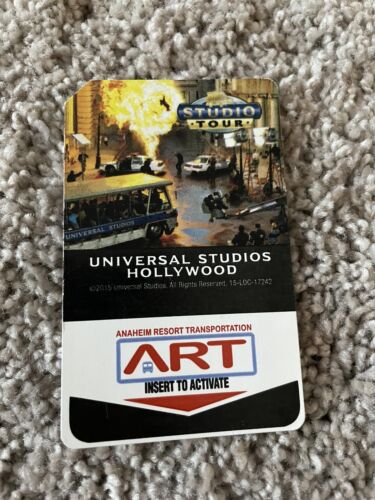 STUDIO
TOUR
UNIVERSAL STUDIOS
UNIVERSAL STUDIOS
HOLLYWOOD
©2015 Universal Studios. All Rights Reserved. 15-LOC-17242
ANAHEIM RESORT TRANSPORTATION
ART
INSERT TO ACTIVATE